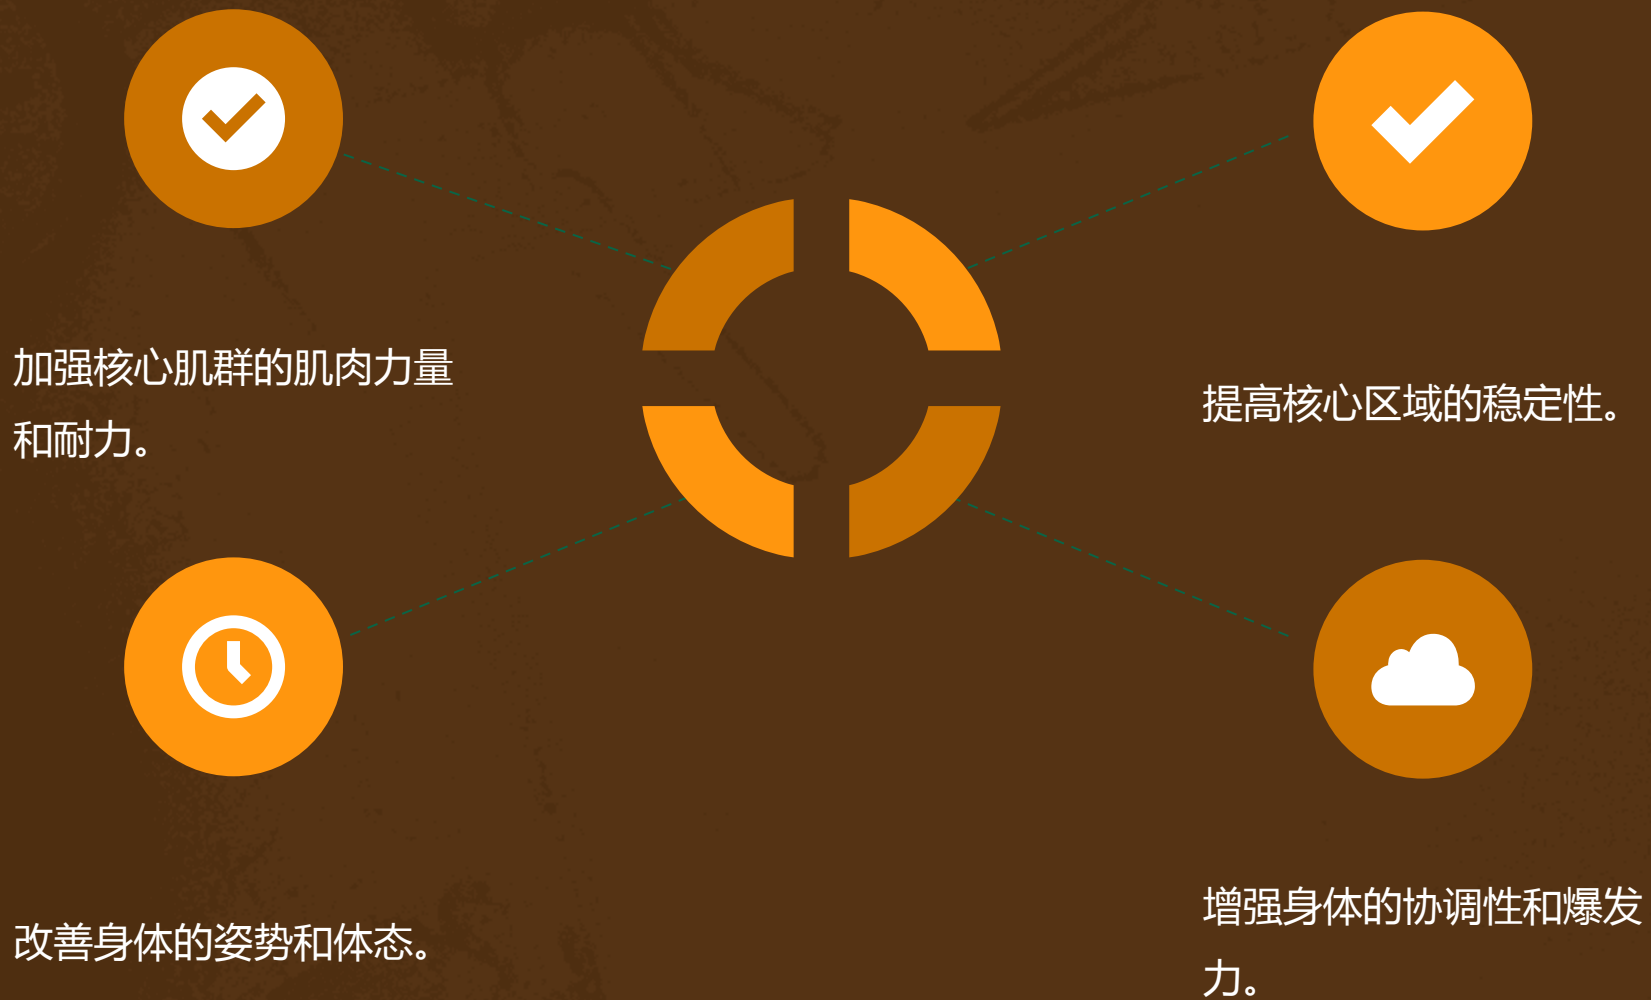 加强核心肌群的肌肉力量
和耐力。
提高核心区域的稳定性。
改善身体的姿势和体态。
增强身体的协调性和爆发
力。